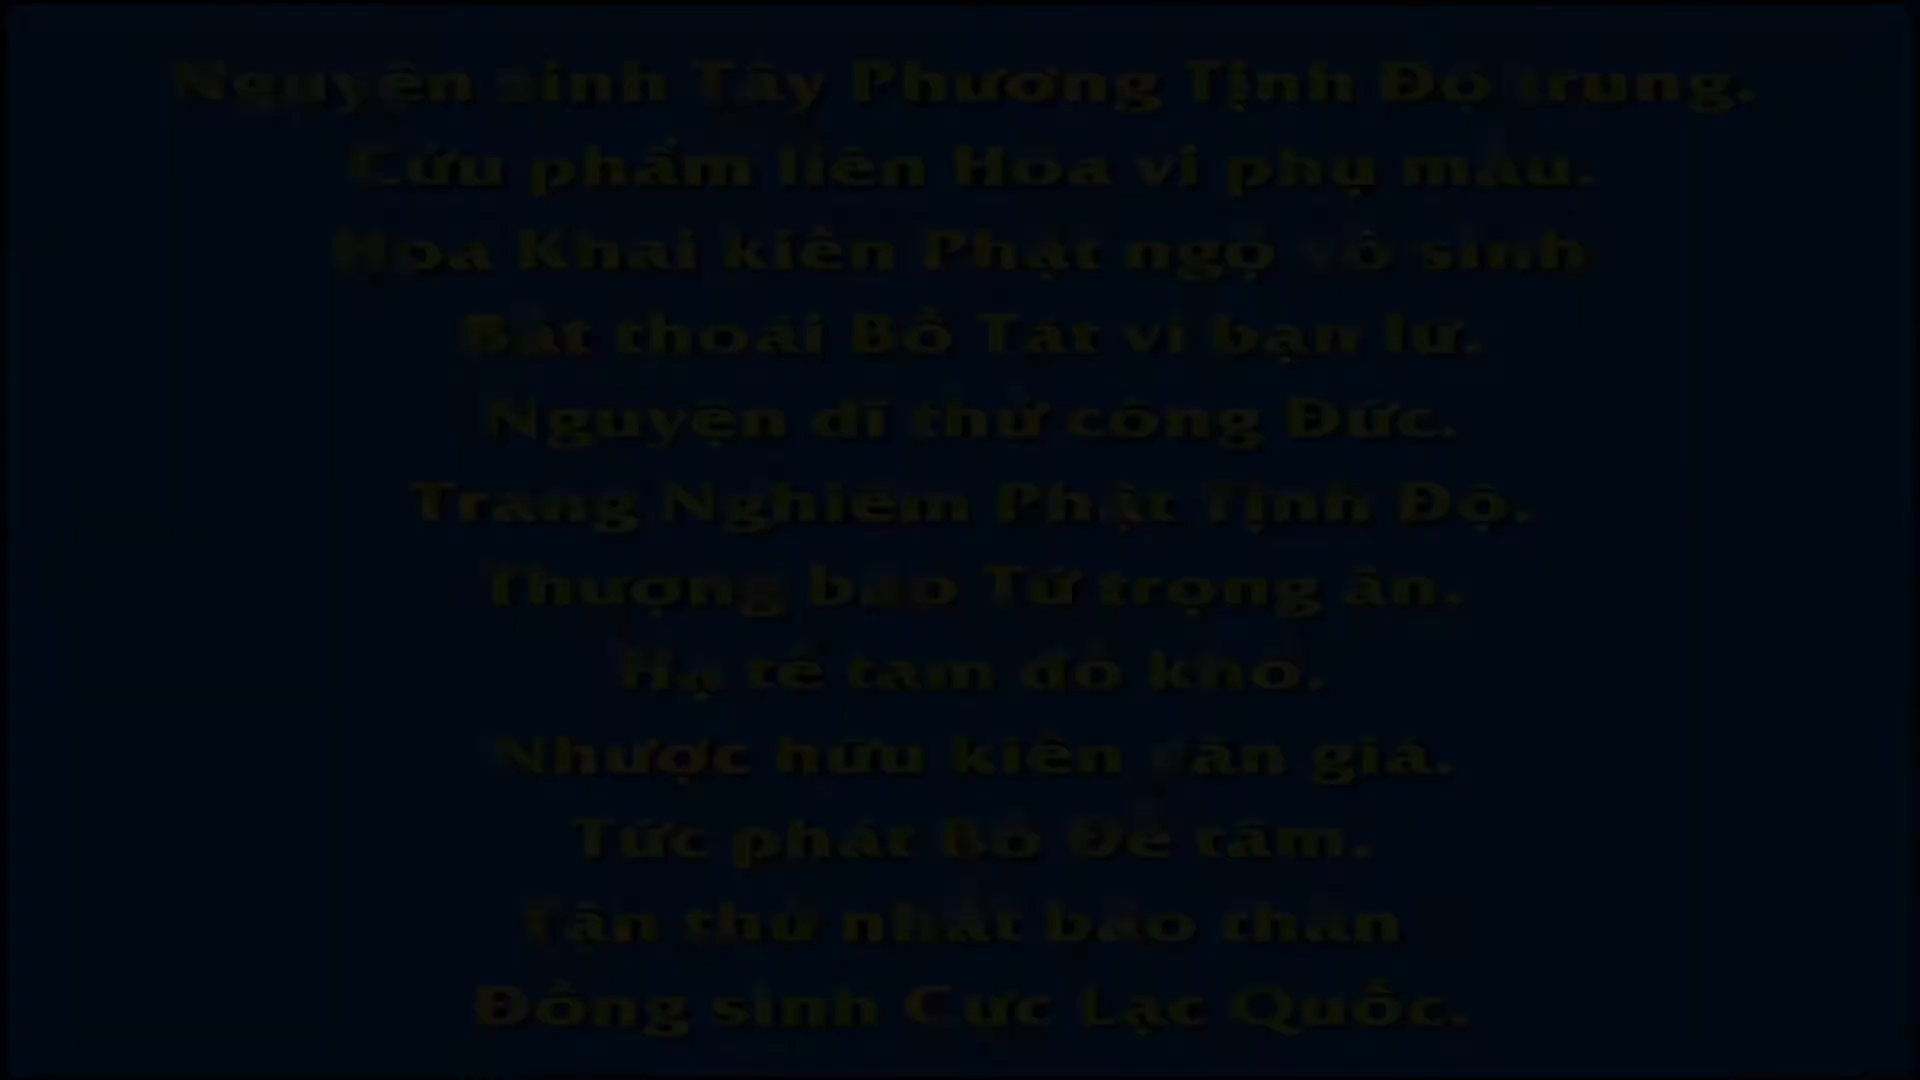 Nguyện sinh Tây Phương Tịnh Độ trung.
Cửu phẩm liên Hoa vi phụ mẫu.
Hoa Khai kiến Phật ngộ vô sinh
Bất thoái Bồ Tát vi bạn lữ.
Nguyện dĩ thử công Đức.
Trang Nghiêm Phật Tịnh Độ.
Thượng báo Tứ trọng ân.
Hạ tế tam đồ khổ.
Nhược hữu kiến văn giả.
Tức phát Bồ Đề tâm.
Tận thử nhất báo thân
Đồng sinh Cực Lạc Quốc.